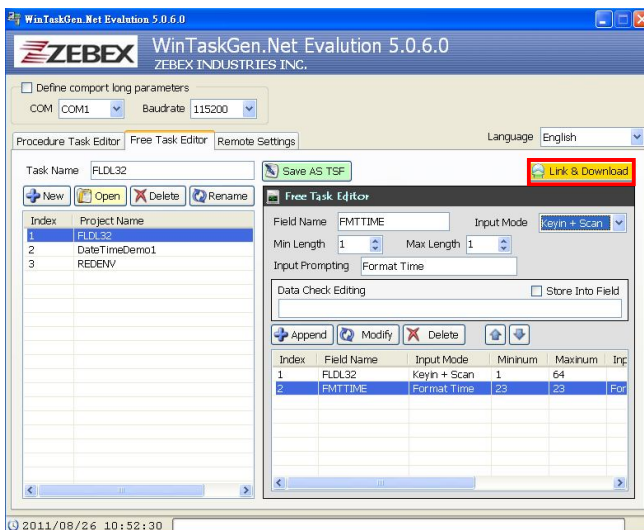 WinTaskGen.Net Evalution 5.0.6.0
ZEBEX WinTaskGen.Net Evalution 5.0.6.0
ZEBEX INDUSTRIES INC.
Define comport long parameters
COM COM1 Baudrate 115200
Procedure Task Editor Free Task Editor Remote Settings Language English
Task Name FLDL32 Save AS TSF Link & Download
New Open Delete Rename
Index Project Name
1 FLDL32
2 DateTimeDemo1
3 REDENV
Free Task Editor
Field Name FMTTIME Input Mode Keyin + Scan
Min Length 1 Max Length 1
Input Prompting Format Time
Data Check Editing Store Into Field
Append Modify Delete
Index Field Name Input Mode Mininum Maxinum Inp
1 FLDL32 Keyin + Scan 1 64
2 FMTTIME Format Time 23 23 For
2011/08/26 10:52:30